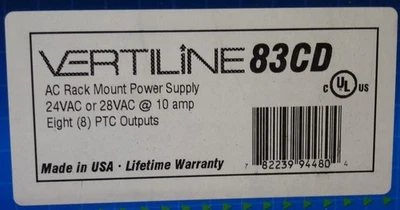 VERTILINE 83CD
AC Rack Mount Power Supply
24VAC or 28VAC @ 10 amp
Eight (8) PTC Outputs
C UL US
Made in USA · Lifetime Warranty
7 82239 94480 4